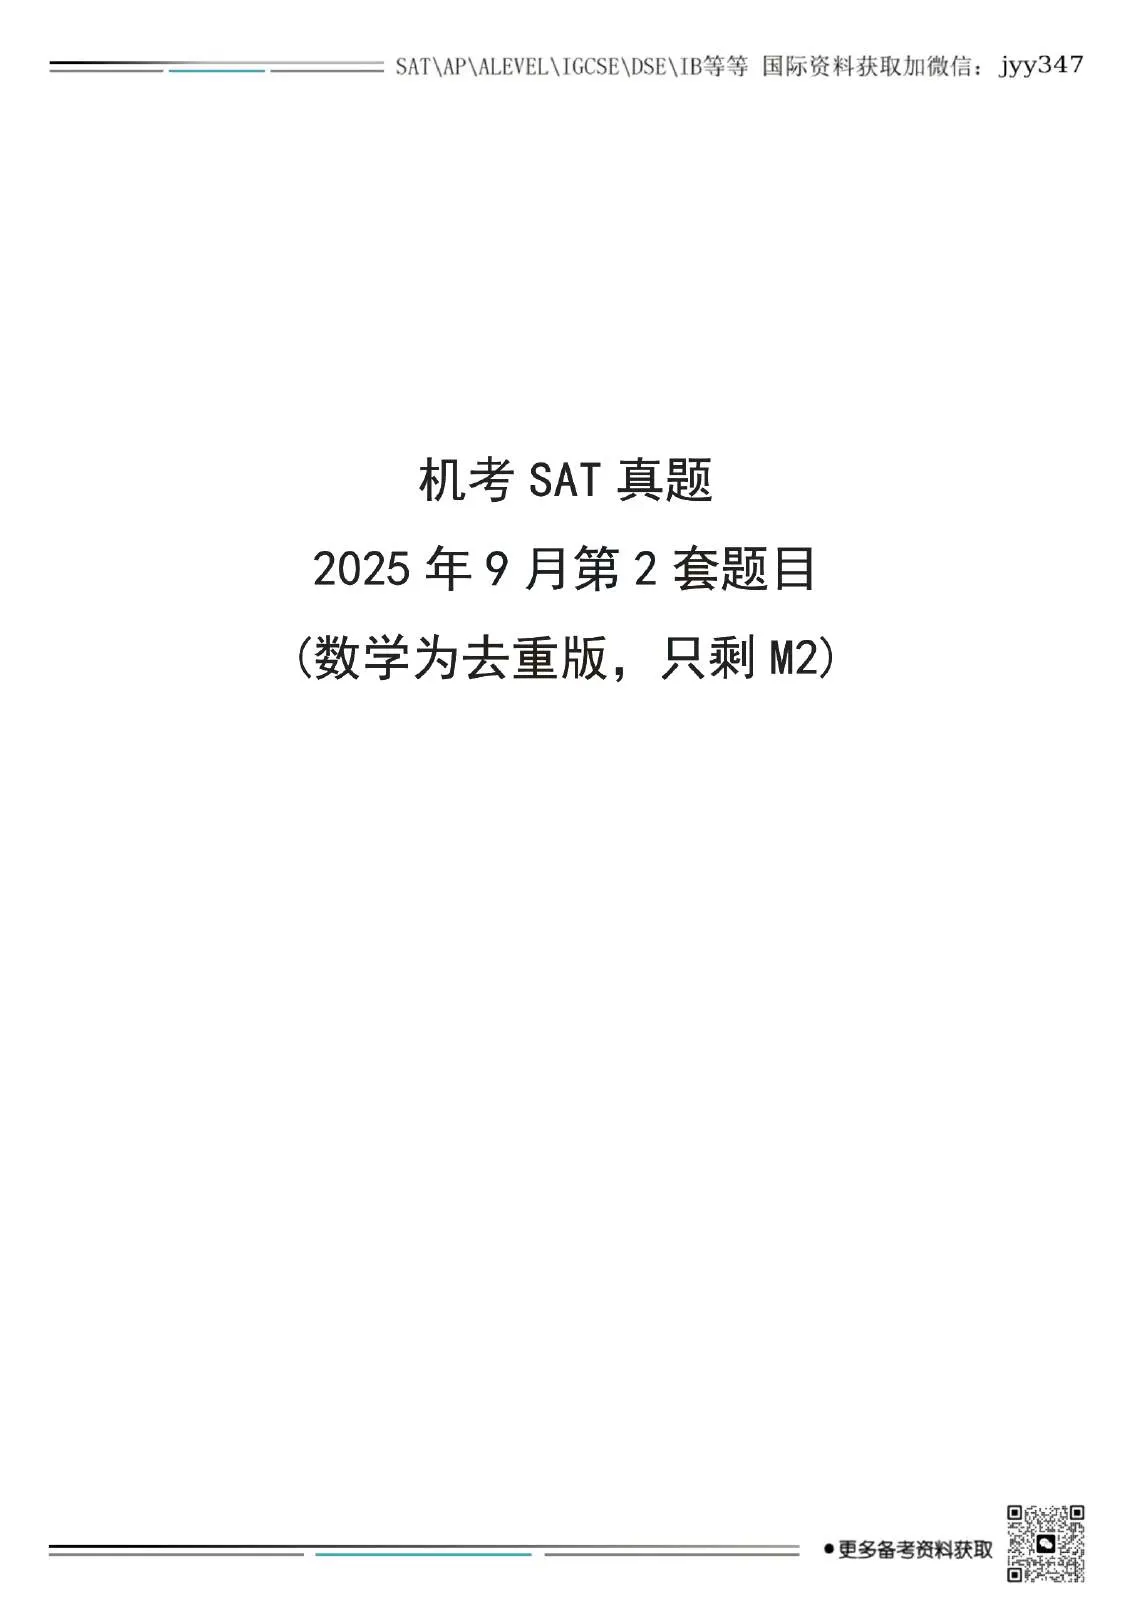 SAT\AP\ALEVEL\IGCSE\DSE\IB等等 国际资料获取加微信：jyy347
机考 SAT 真题
2025 年 9 月第 2 套题目
(数学为去重版，只剩 M2)
●更多备考资料获取